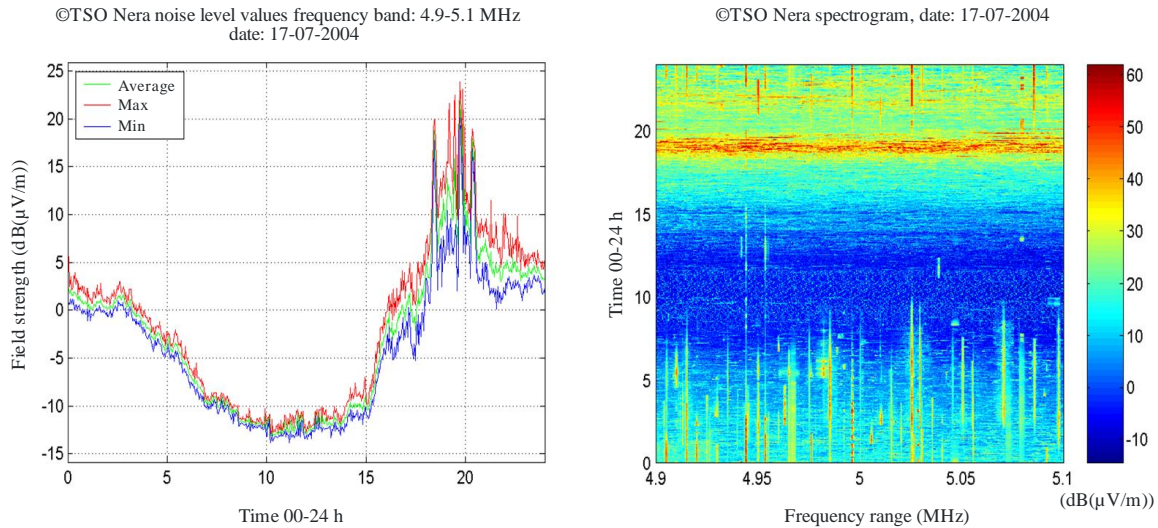 ©TSO Nera noise level values frequency band: 4.9-5.1 MHz
date: 17-07-2004
25
20
15
10
5
0
-5
-10
-15
Field strength (dB(µV/m))
Average
Max
Min
0
5
10
15
20
Time 00-24 h
©TSO Nera spectrogram, date: 17-07-2004
20
15
10
5
0
Time 00-24 h
4.9
4.95
5
5.05
5.1
Frequency range (MHz)
60
50
40
30
20
10
0
-10
(dB(µV/m))